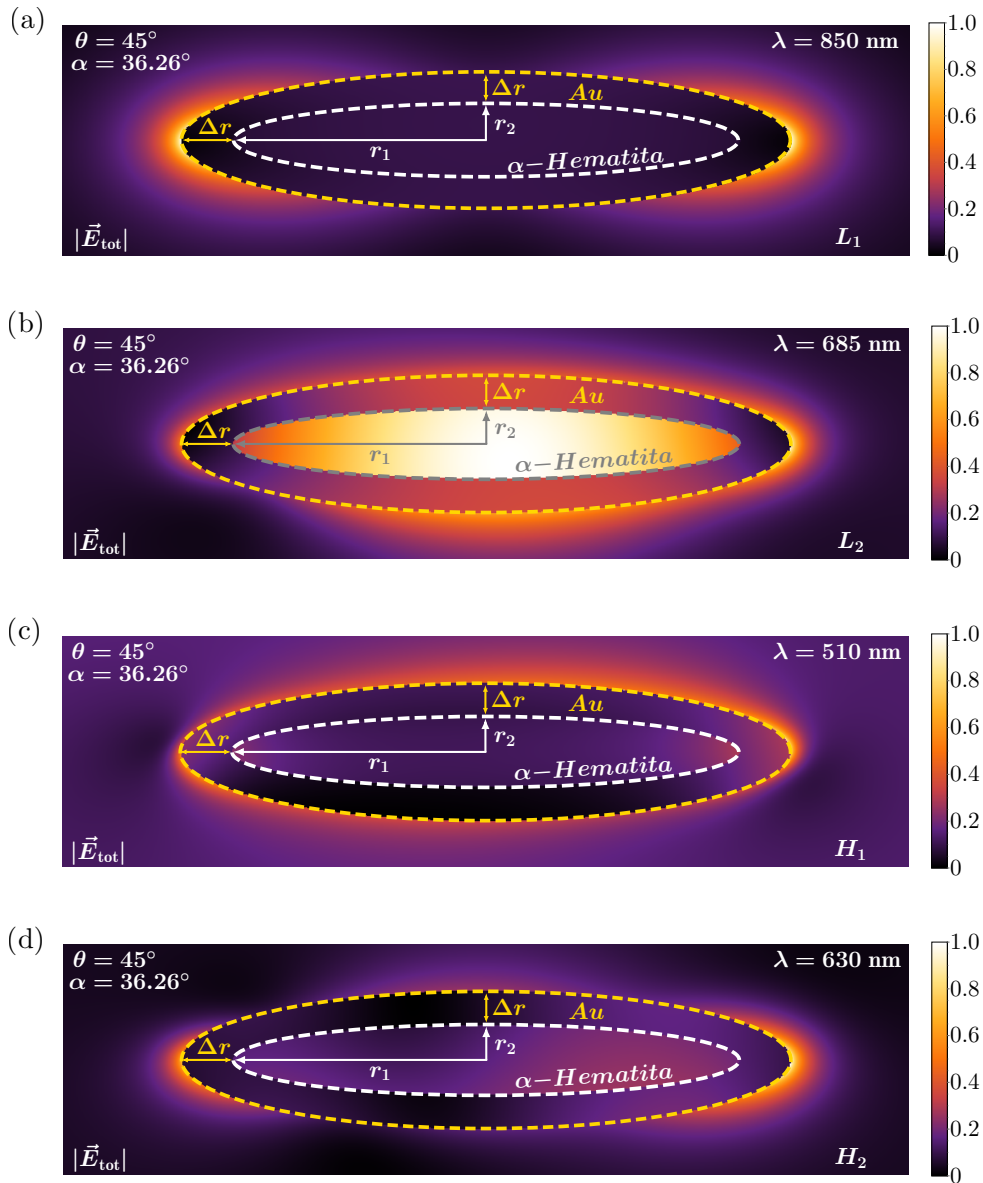 (a)
θ = 45°
α = 36.26°
λ = 850 nm
Δr
Au
Δr
r₂
r₁
α−Hematita
|E⃗tot|
L₁
1.0
0.8
0.6
0.4
0.2
0
(b)
θ = 45°
α = 36.26°
λ = 685 nm
Δr
Au
Δr
r₂
r₁
α−Hematita
|E⃗tot|
L₂
1.0
0.8
0.6
0.4
0.2
0
(c)
θ = 45°
α = 36.26°
λ = 510 nm
Δr
Au
Δr
r₂
r₁
α−Hematita
|E⃗tot|
H₁
1.0
0.8
0.6
0.4
0.2
0
(d)
θ = 45°
α = 36.26°
λ = 630 nm
Δr
Au
Δr
r₂
r₁
α−Hematita
|E⃗tot|
H₂
1.0
0.8
0.6
0.4
0.2
0